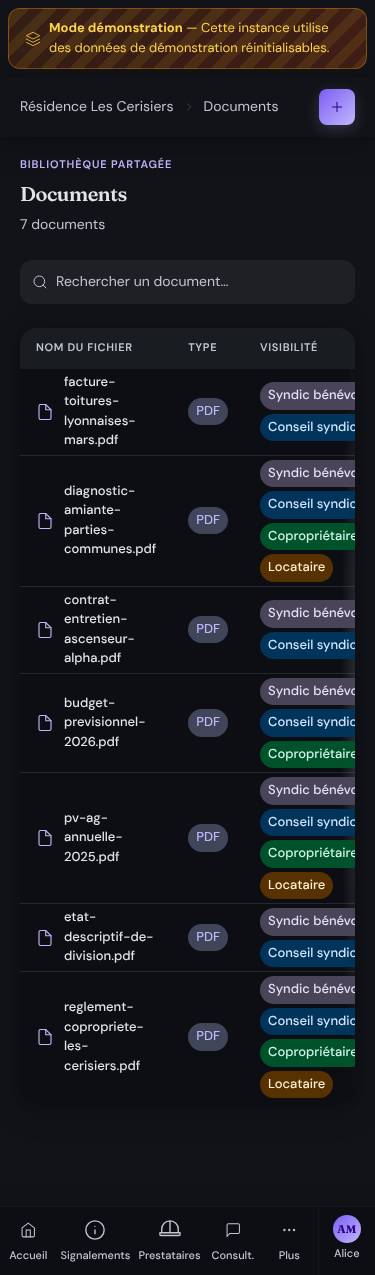 Mode démonstration — Cette instance utilise
des données de démonstration réinitialisables.
Résidence Les Cerisiers > Documents
BIBLIOTHÈQUE PARTAGÉE
Documents
7 documents
Rechercher un document…
NOM DU FICHIER TYPE VISIBILITÉ
facture-
toitures-
lyonnaises-
mars.pdf
PDF
Syndic bénévo
Conseil syndic
diagnostic-
amiante-
parties-
communes.pdf
PDF
Syndic bénévo
Conseil syndic
Copropriétaire
Locataire
contrat-
entretien-
ascenseur-
alpha.pdf
PDF
Syndic bénévo
Conseil syndic
budget-
previsionnel-
2026.pdf
PDF
Syndic bénévo
Conseil syndic
Copropriétaire
pv-ag-
annuelle-
2025.pdf
PDF
Syndic bénévo
Conseil syndic
Copropriétaire
Locataire
etat-
descriptif-de-
division.pdf
PDF
Syndic bénévo
Conseil syndic
reglement-
copropriete-
les-
cerisiers.pdf
PDF
Syndic bénévo
Conseil syndic
Copropriétaire
Locataire
Accueil Signalements Prestataires Consult. Plus
AM
Alice